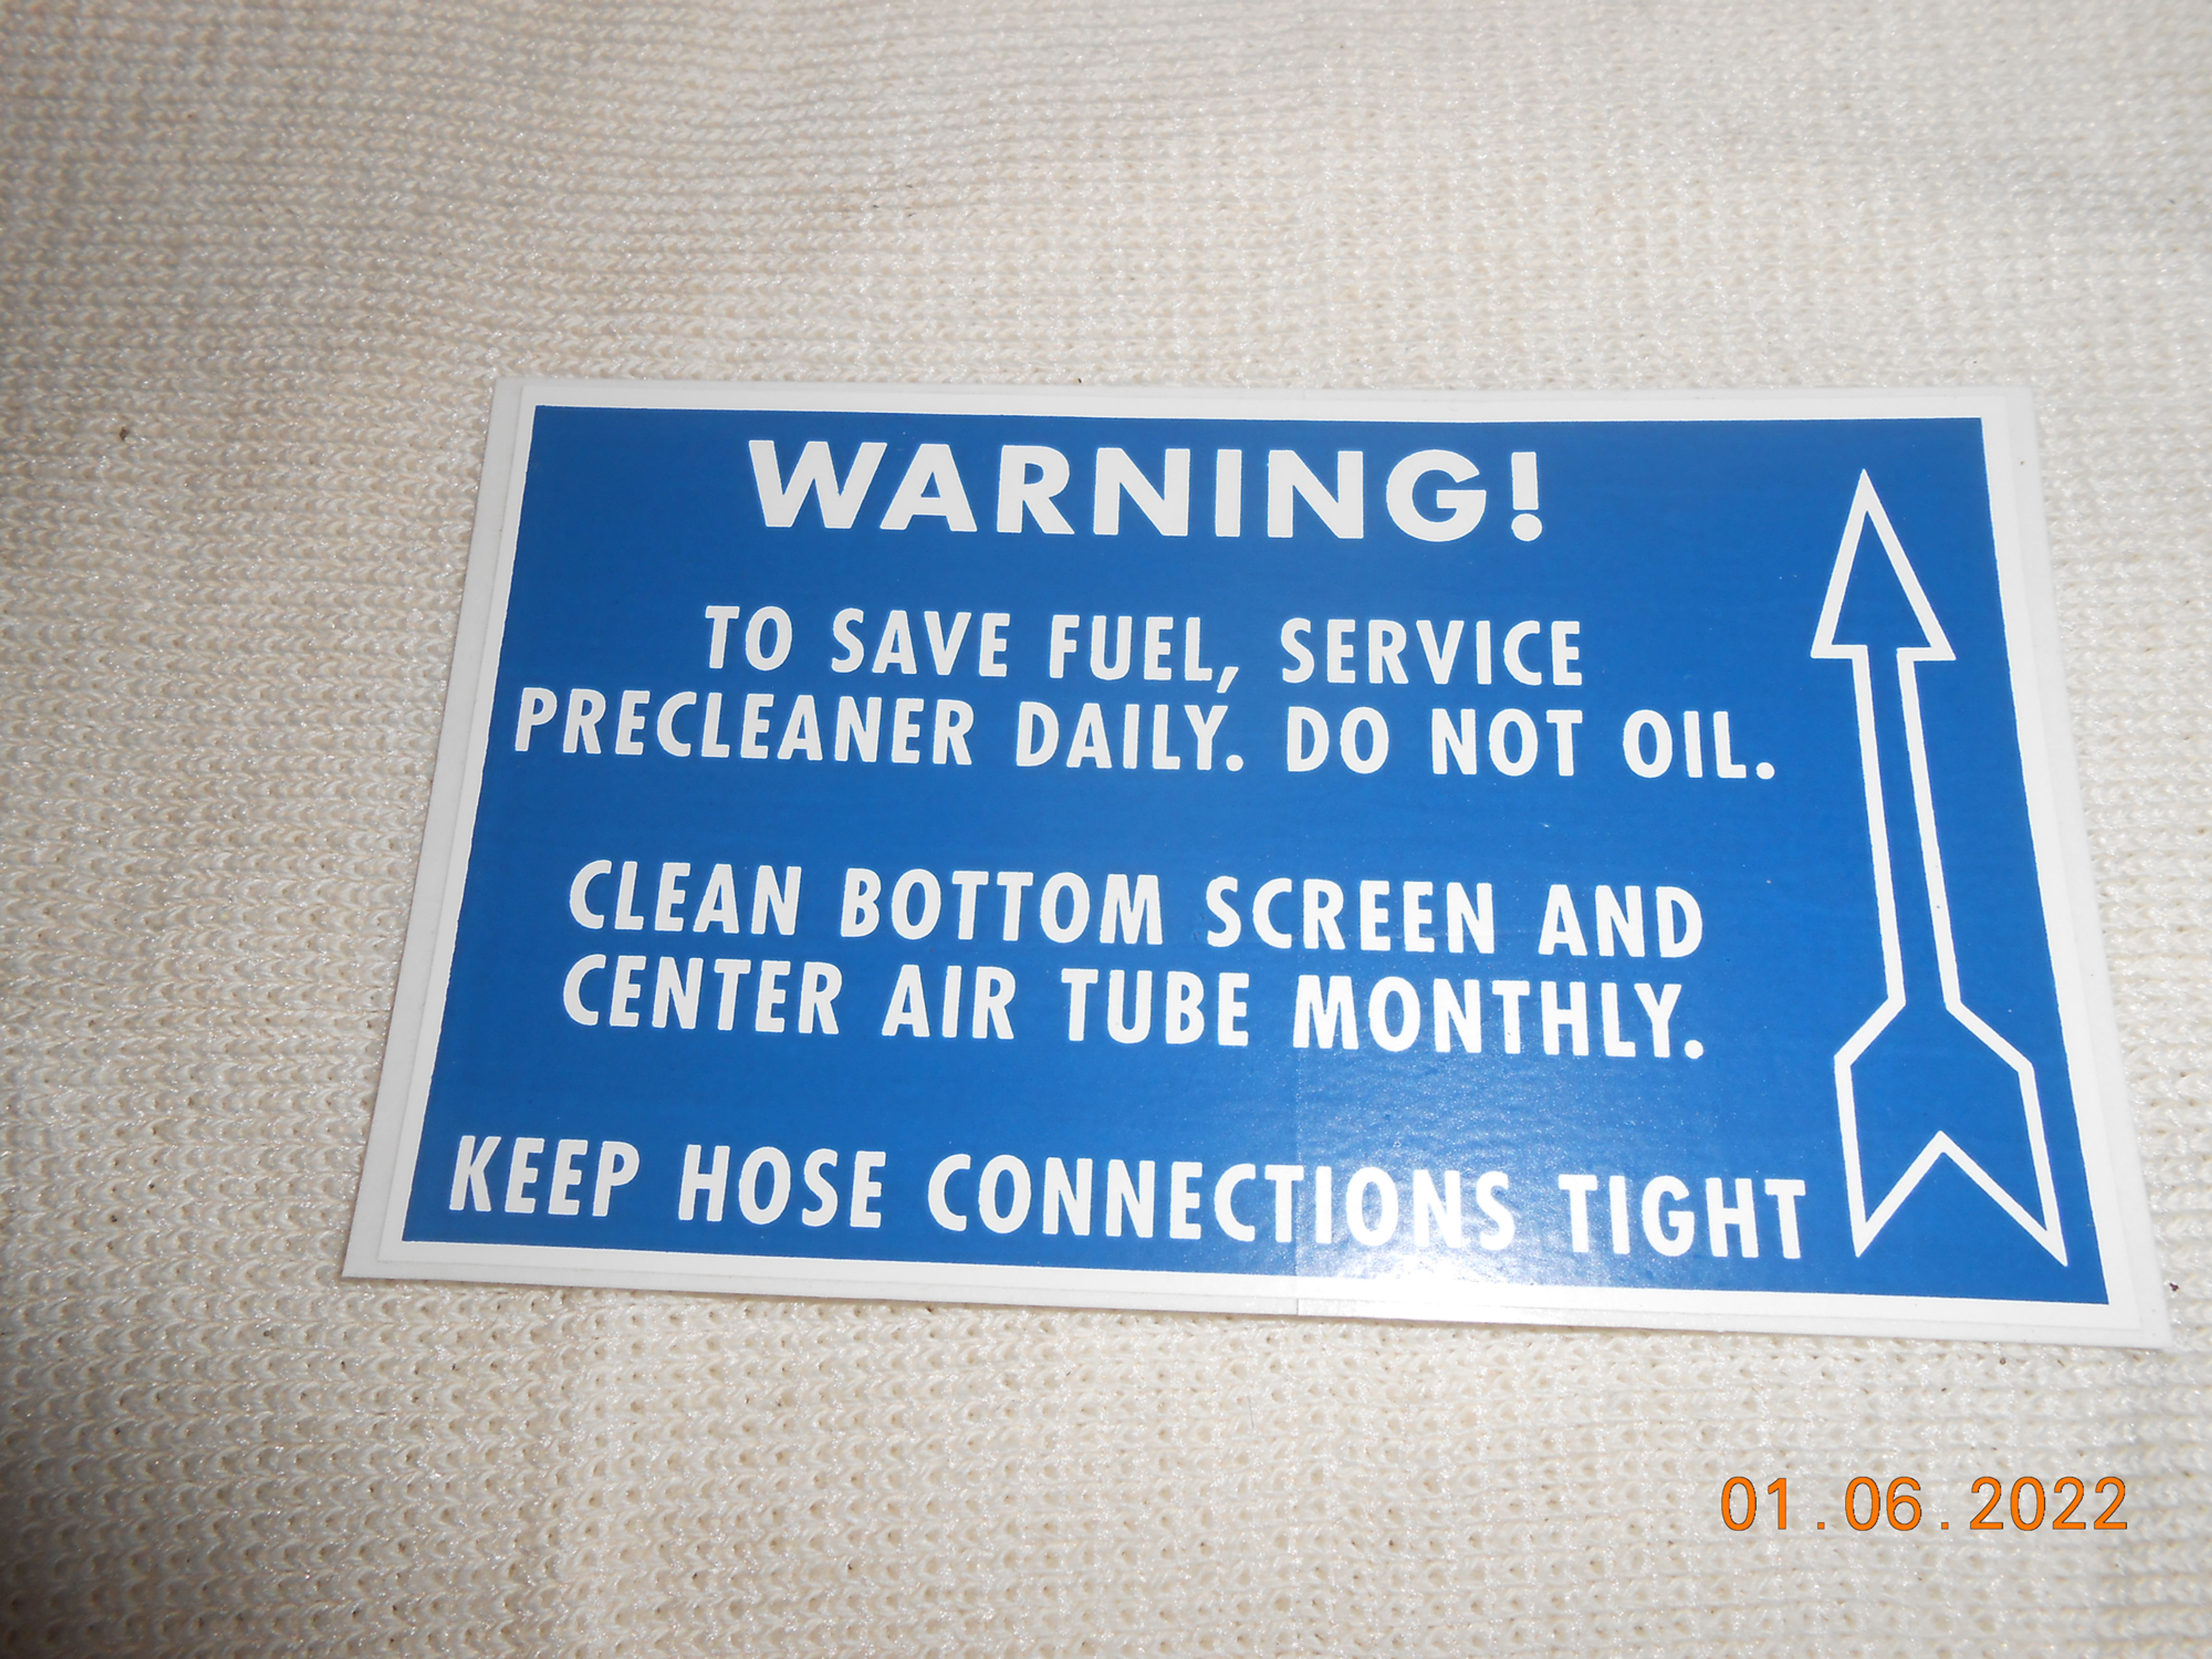 WARNING!
TO SAVE FUEL, SERVICE
PRECLEANER DAILY. DO NOT OIL.
CLEAN BOTTOM SCREEN AND
CENTER AIR TUBE MONTHLY.
KEEP HOSE CONNECTIONS TIGHT
01.06.2022